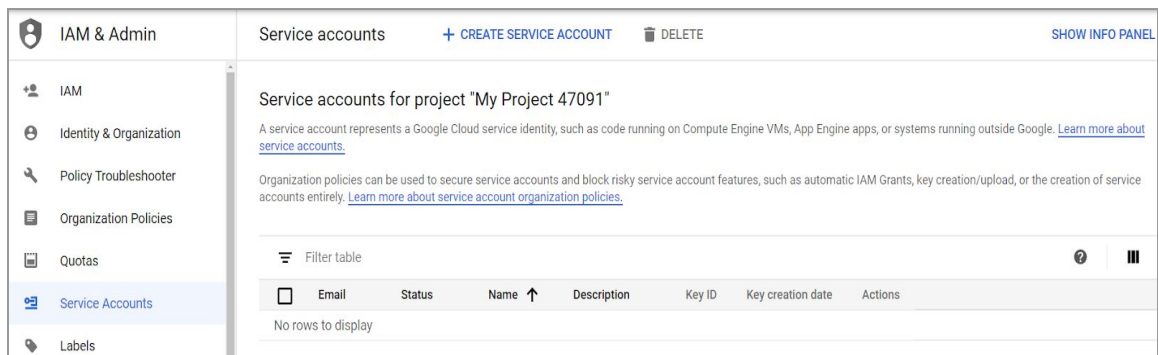 IAM & Admin
Service accounts
CREATE SERVICE ACCOUNT
DELETE
SHOW INFO PANEL
IAM
Identity & Organization
Policy Troubleshooter
Organization Policies
Quotas
Service Accounts
Labels
Service accounts for project "My Project 47091"
A service account represents a Google Cloud service identity, such as code running on Compute Engine VMs, App Engine apps, or systems running outside Google. Learn more about
service accounts.
Organization policies can be used to secure service accounts and block risky service account features, such as automatic IAM Grants, key creation/upload, or the creation of service
accounts entirely. Learn more about service account organization policies.
Filter table
Email Status Name Description Key ID Key creation date Actions
No rows to display